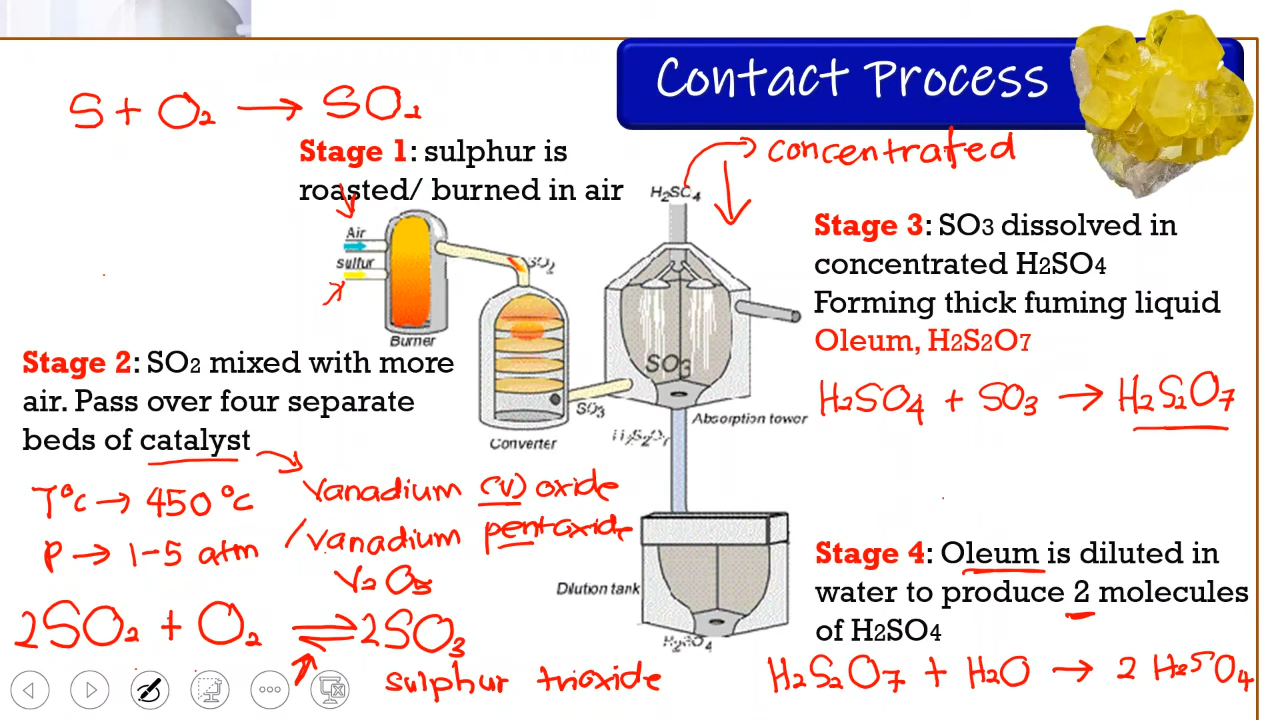 Contact Process
S + O2 → SO2
Stage 1: sulphur is
roasted/ burned in air
concentrated
H2SO4
Air
sulfur
SO2
Burner
Stage 3: SO3 dissolved in
concentrated H2SO4
Forming thick fuming liquid
Oleum, H2S2O7
H2SO4 + SO3 → H2S2O7
Stage 2: SO2 mixed with more
air. Pass over four separate
beds of catalyst
SO3
SO3
Converter
Absorption tower
H2S2O7
T°C → 450°C
P → 1-5 atm
Vanadium (V) oxide
/vanadium pentoxide
V2O5
2SO2 + O2 ⇌ 2SO3
sulphur trioxide
Dilution tank
H2SO4
Stage 4: Oleum is diluted in
water to produce 2 molecules
of H2SO4
H2S2O7 + H2O → 2 H2SO4